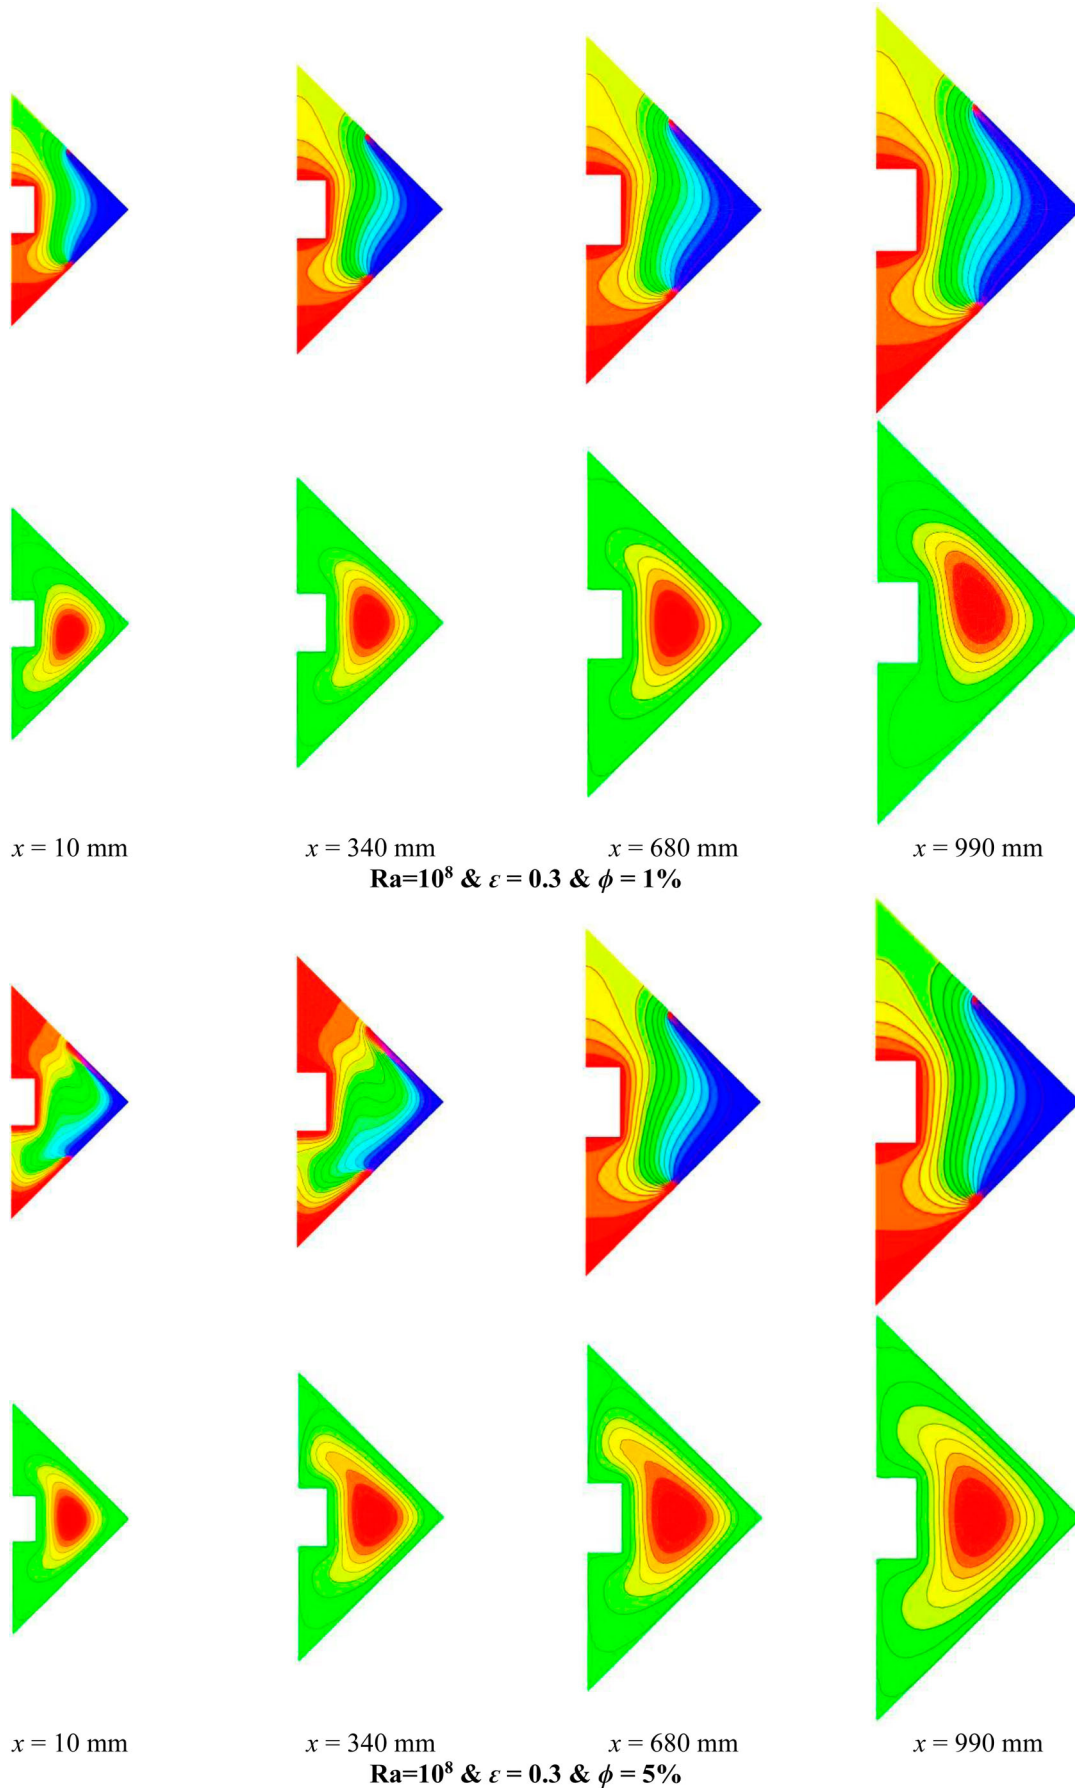 x = 10 mm x = 340 mm x = 680 mm x = 990 mm
Ra=10⁸ & ε = 0.3 & ϕ = 1%
x = 10 mm x = 340 mm x = 680 mm x = 990 mm
Ra=10⁸ & ε = 0.3 & ϕ = 5%